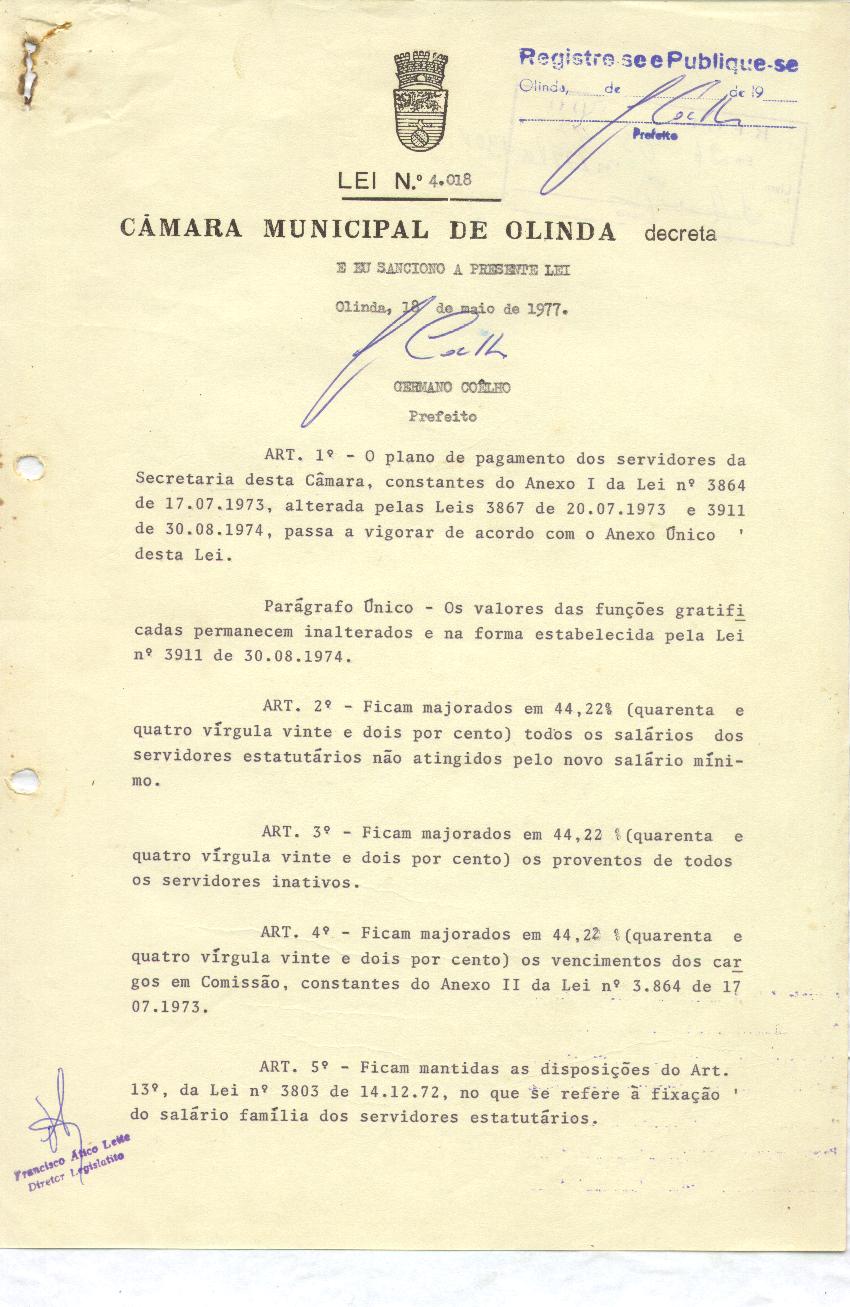 Registre-se e Publique-se
Olinda, de de 19
Prefeito
LEI N.º 4.018
CÂMARA MUNICIPAL DE OLINDA decreta
E EU SANCIONO A PRESENTE LEI
Olinda, 18 de maio de 1977.
GERMANO COÊLHO
Prefeito
ART. 1º - O plano de pagamento dos servidores da
Secretaria desta Câmara, constantes do Anexo I da Lei nº 3864
de 17.07.1973, alterada pelas Leis 3867 de 20.07.1973 e 3911
de 30.08.1974, passa a vigorar de acordo com o Anexo Único '
desta Lei.
Parágrafo Único - Os valores das funções gratifi
cadas permanecem inalterados e na forma estabelecida pela Lei
nº 3911 de 30.08.1974.
ART. 2º - Ficam majorados em 44,22% (quarenta e
quatro vírgula vinte e dois por cento) todos os salários dos
servidores estatutários não atingidos pelo novo salário míni-
mo.
ART. 3º - Ficam majorados em 44,22 %(quarenta e
quatro vírgula vinte e dois por cento) os proventos de todos
os servidores inativos.
ART. 4º - Ficam majorados em 44,22 %(quarenta e
quatro vírgula vinte e dois por cento) os vencimentos dos car
gos em Comissão, constantes do Anexo II da Lei nº 3.864 de 17
07.1973.
ART. 5º - Ficam mantidas as disposições do Art.
13º, da Lei nº 3803 de 14.12.72, no que se refere à fixação '
do salário família dos servidores estatutários.
Francisco Atico Leite
Diretor Legislatito